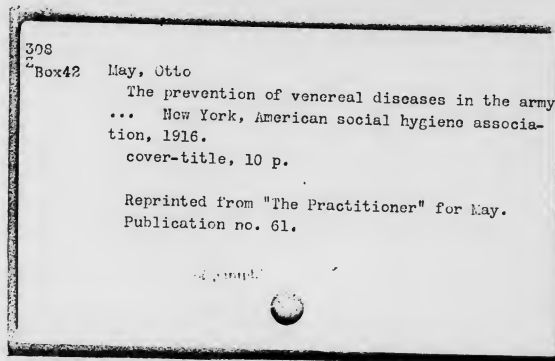 308
Z
Box42 May, Otto
The prevention of venereal diseases in the army
... New York, American social hygiene associa-
tion, 1916.
cover-title, 10 p.
Reprinted from "The Practitioner" for May.
Publication no. 61.